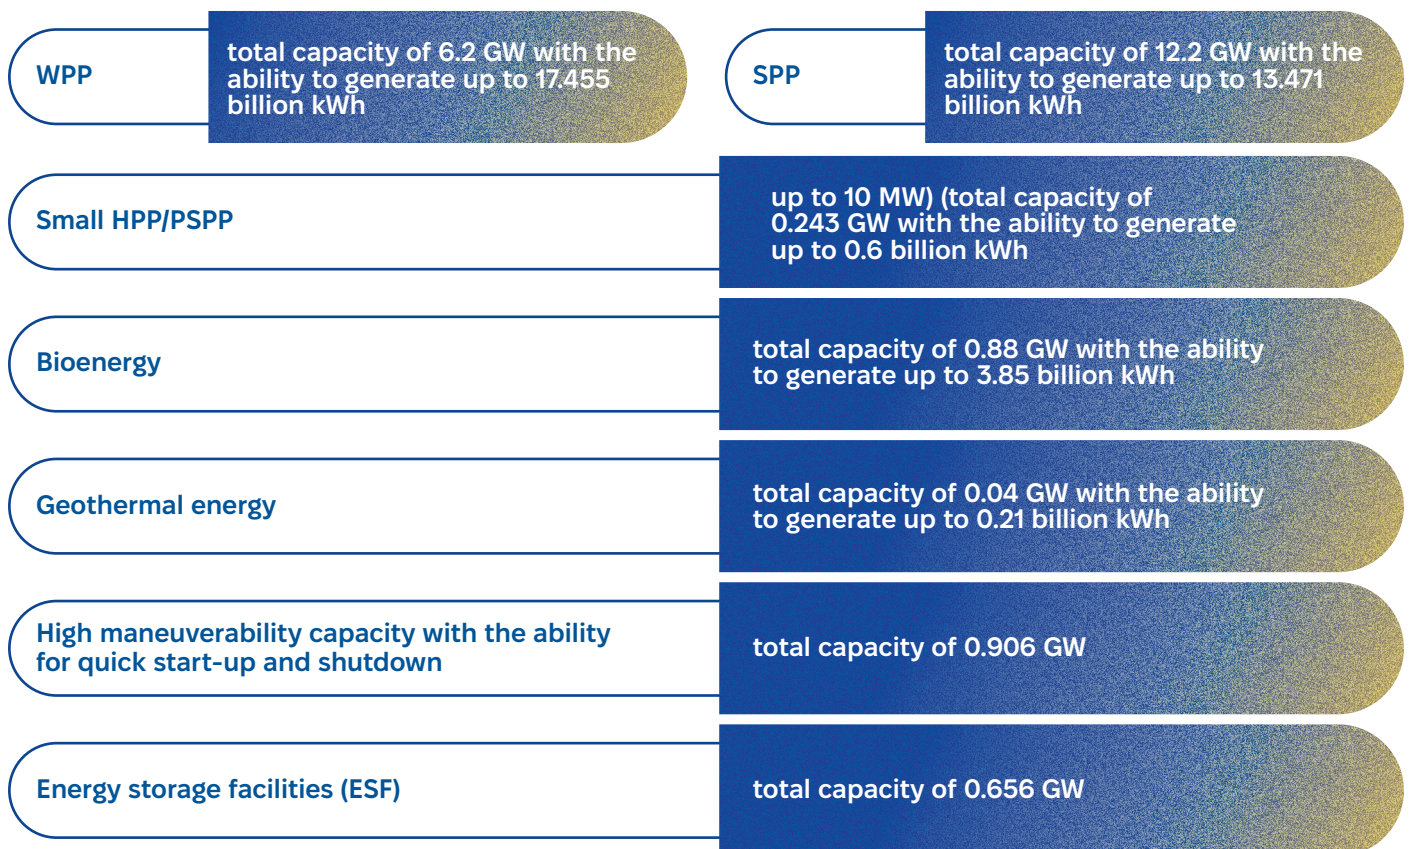 WPP
total capacity of 6.2 GW with the
ability to generate up to 17.455
billion kWh
SPP
total capacity of 12.2 GW with the
ability to generate up to 13.471
billion kWh
Small HPP/PSPP
up to 10 MW) (total capacity of
0.243 GW with the ability to generate
up to 0.6 billion kWh
Bioenergy
total capacity of 0.88 GW with the ability
to generate up to 3.85 billion kWh
Geothermal energy
total capacity of 0.04 GW with the ability
to generate up to 0.21 billion kWh
High maneuverability capacity with the ability
for quick start-up and shutdown
total capacity of 0.906 GW
Energy storage facilities (ESF)
total capacity of 0.656 GW